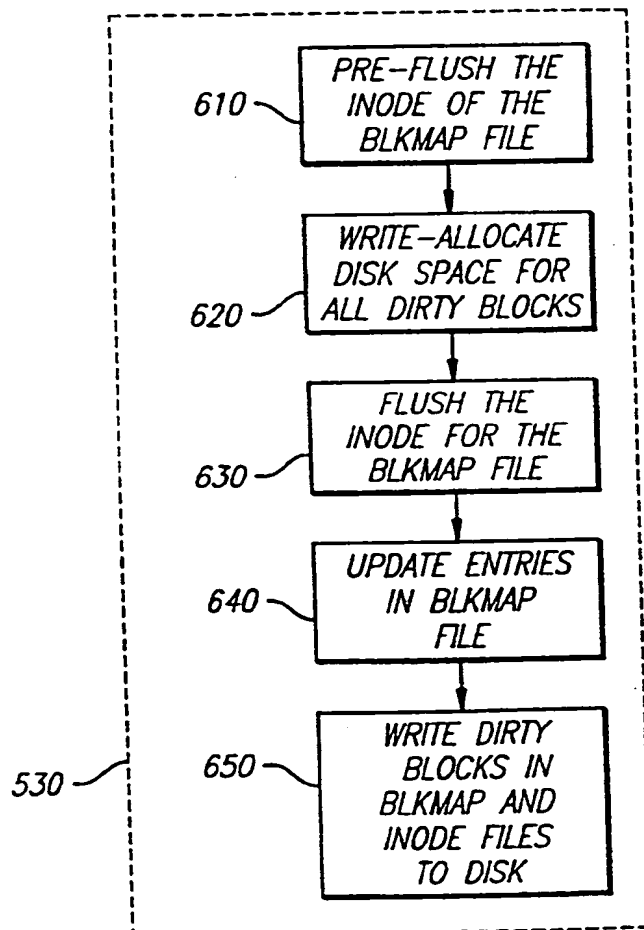 PRE-FLUSH THE
INODE OF THE
BLKMAP FILE
610
WRITE-ALLOCATE
DISK SPACE FOR
ALL DIRTY BLOCKS
620
FLUSH THE
INODE FOR THE
BLKMAP FILE
630
UPDATE ENTRIES
IN BLKMAP
FILE
640
WRITE DIRTY
BLOCKS IN
BLKMAP AND
INODE FILES
TO DISK
650
530